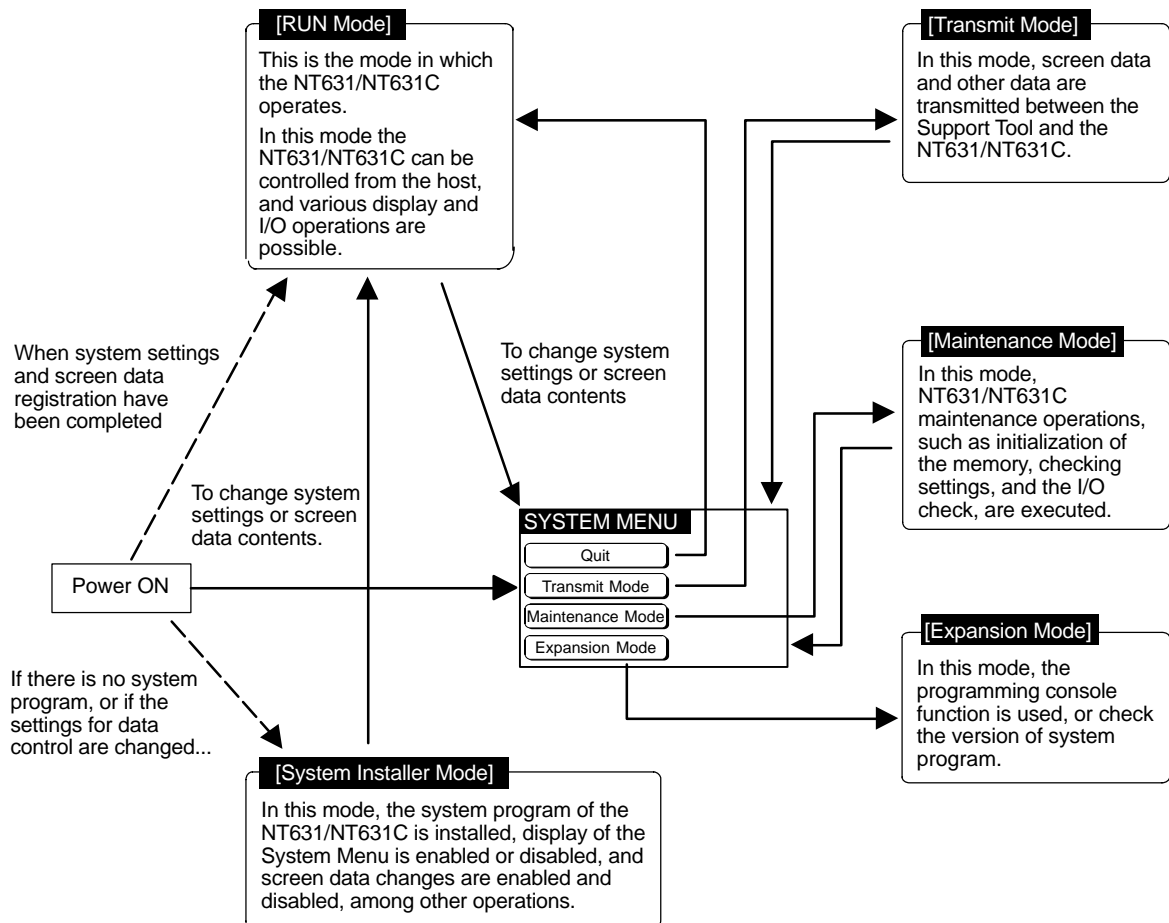 [RUN Mode]
This is the mode in which
the NT631/NT631C
operates.
In this mode the
NT631/NT631C can be
controlled from the host,
and various display and
I/O operations are
possible.
[Transmit Mode]
In this mode, screen data
and other data are
transmitted between the
Support Tool and the
NT631/NT631C.
When system settings
and screen data
registration have
been completed
To change system
settings or screen
data contents
[Maintenance Mode]
In this mode,
NT631/NT631C
maintenance operations,
such as initialization of
the memory, checking
settings, and the I/O
check, are executed.
To change system
settings or screen
data contents.
Power ON
SYSTEM MENU
Quit
Transmit Mode
Maintenance Mode
Expansion Mode
[Expansion Mode]
In this mode, the
programming console
function is used, or check
the version of system
program.
If there is no system
program, or if the
settings for data
control are changed...
[System Installer Mode]
In this mode, the system program of the
NT631/NT631C is installed, display of the
System Menu is enabled or disabled, and
screen data changes are enabled and
disabled, among other operations.